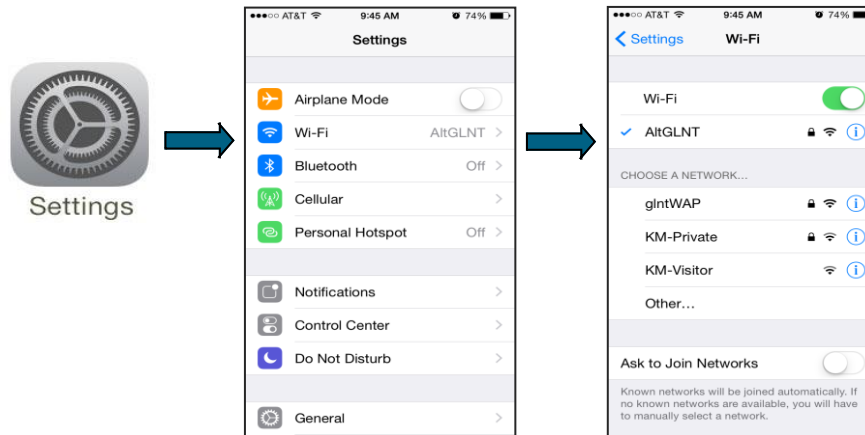 Settings
AT&T 9:45 AM 74%
Settings
Airplane Mode
Wi-Fi AltGLNT
Bluetooth Off
Cellular
Personal Hotspot Off
Notifications
Control Center
Do Not Disturb
General
AT&T 9:45 AM 74%
Settings Wi-Fi
Wi-Fi
AltGLNT
CHOOSE A NETWORK...
glntWAP
KM-Private
KM-Visitor
Other...
Ask to Join Networks
Known networks will be joined automatically. If
no known networks are available, you will have
to manually select a network.